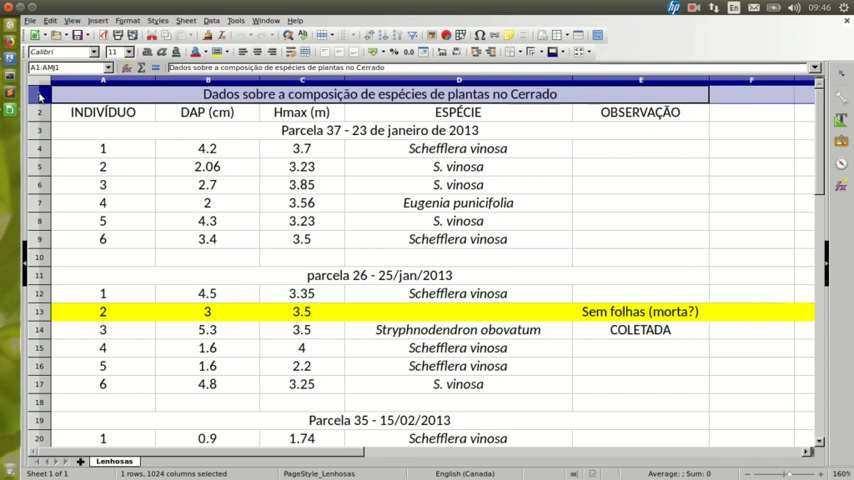 09:46
En
File Edit View Insert Format Styles Sheet Data Tools Window Help
Calibri 11
A1:AMJ1 Dados sobre a composição de espécies de plantas no Cerrado
A B C D E F
1 Dados sobre a composição de espécies de plantas no Cerrado
2 INDIVÍDUO DAP (cm) Hmax (m) ESPÉCIE OBSERVAÇÃO
3 Parcela 37 - 23 de janeiro de 2013
4 1 4.2 3.7 Schefflera vinosa
5 2 2.06 3.23 S. vinosa
6 3 2.7 3.85 S. vinosa
7 4 2 3.56 Eugenia punicifolia
8 5 4.3 3.23 S. vinosa
9 6 3.4 3.5 Schefflera vinosa
10
11 parcela 26 - 25/jan/2013
12 1 4.5 3.35 Schefflera vinosa
13 2 3 3.5 Sem folhas (morta?)
14 3 5.3 3.5 Stryphnodendron obovatum COLETADA
15 4 1.6 4 Schefflera vinosa
16 5 1.6 2.2 Schefflera vinosa
17 6 4.8 3.25 S. vinosa
18
19 Parcela 35 - 15/02/2013
20 1 0.9 1.74 Schefflera vinosa
Lenhosas
Sheet 1 of 1 1 rows, 1024 columns selected PageStyle_Lenhosas English (Canada) Average: ; Sum: 0 160%